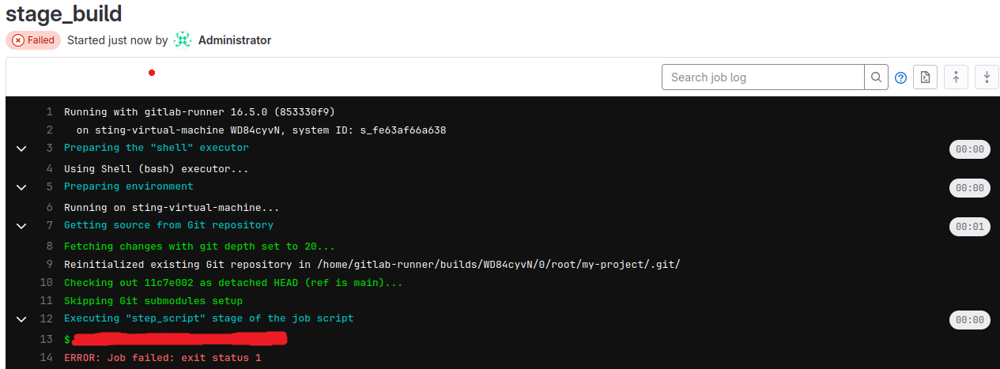 stage_build
Failed Started just now by Administrator
Search job log
1 Running with gitlab-runner 16.5.0 (853330f9)
2 on sting-virtual-machine WD84cyvN, system ID: s_fe63af66a638
3 Preparing the "shell" executor 00:00
4 Using Shell (bash) executor...
5 Preparing environment 00:00
6 Running on sting-virtual-machine...
7 Getting source from Git repository 00:01
8 Fetching changes with git depth set to 20...
9 Reinitialized existing Git repository in /home/gitlab-runner/builds/WD84cyvN/0/root/my-project/.git/
10 Checking out 11c7e002 as detached HEAD (ref is main)...
11 Skipping Git submodules setup
12 Executing "step_script" stage of the job script 00:00
13 $
14 ERROR: Job failed: exit status 1